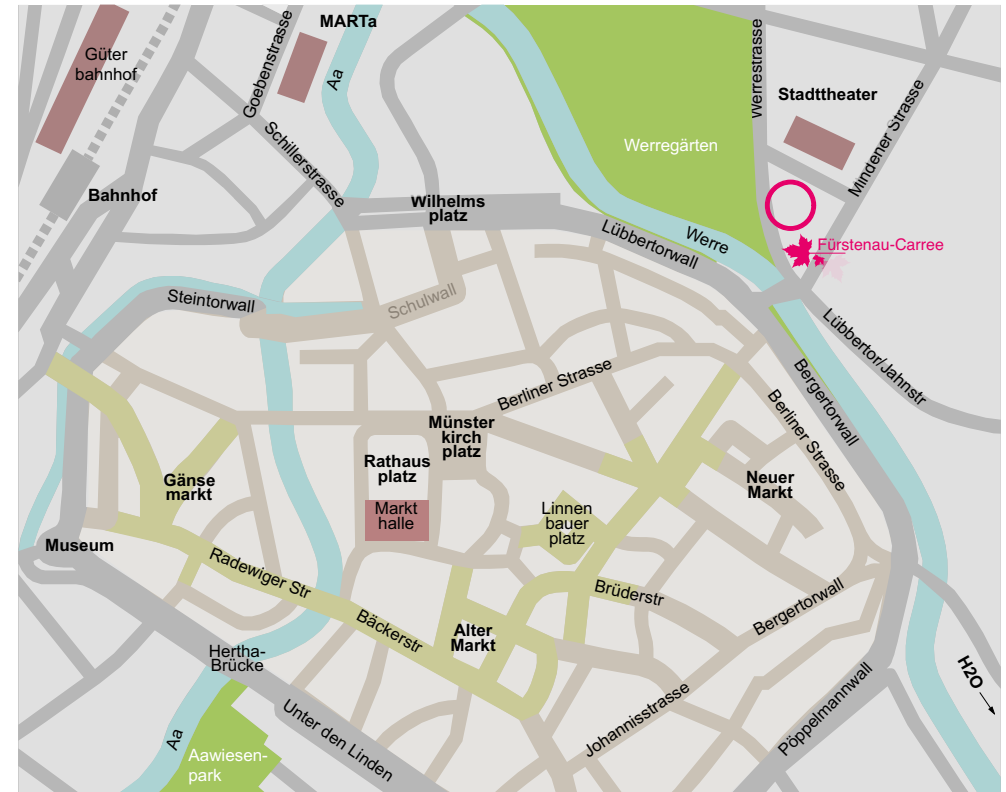 MARTa
Güter
bahnhof
Goebenstrasse
Aa
Werrestrasse
Stadttheater
Mindener Strasse
Werregärten
Schillerstrasse
Bahnhof
Wilhelms
platz
Lübbertorwall
Werre
Fürstenau-Carree
Steintorwall
Schulwall
Lübbertor/Jahnstr
Bergertorwall
Berliner Strasse
Berliner Strasse
Münster
kirch
platz
Rathaus
platz
Gänse
markt
Neuer
Markt
Markt
halle
Linnen
bauer
platz
Museum
Radewiger Str
Brüderstr
Bergertorwall
Bäckerstr
Alter
Markt
Hertha-
Brücke
H2O
Johannisstrasse
Pöppelmannwall
Unter den Linden
Aa
Aawiesen-
park